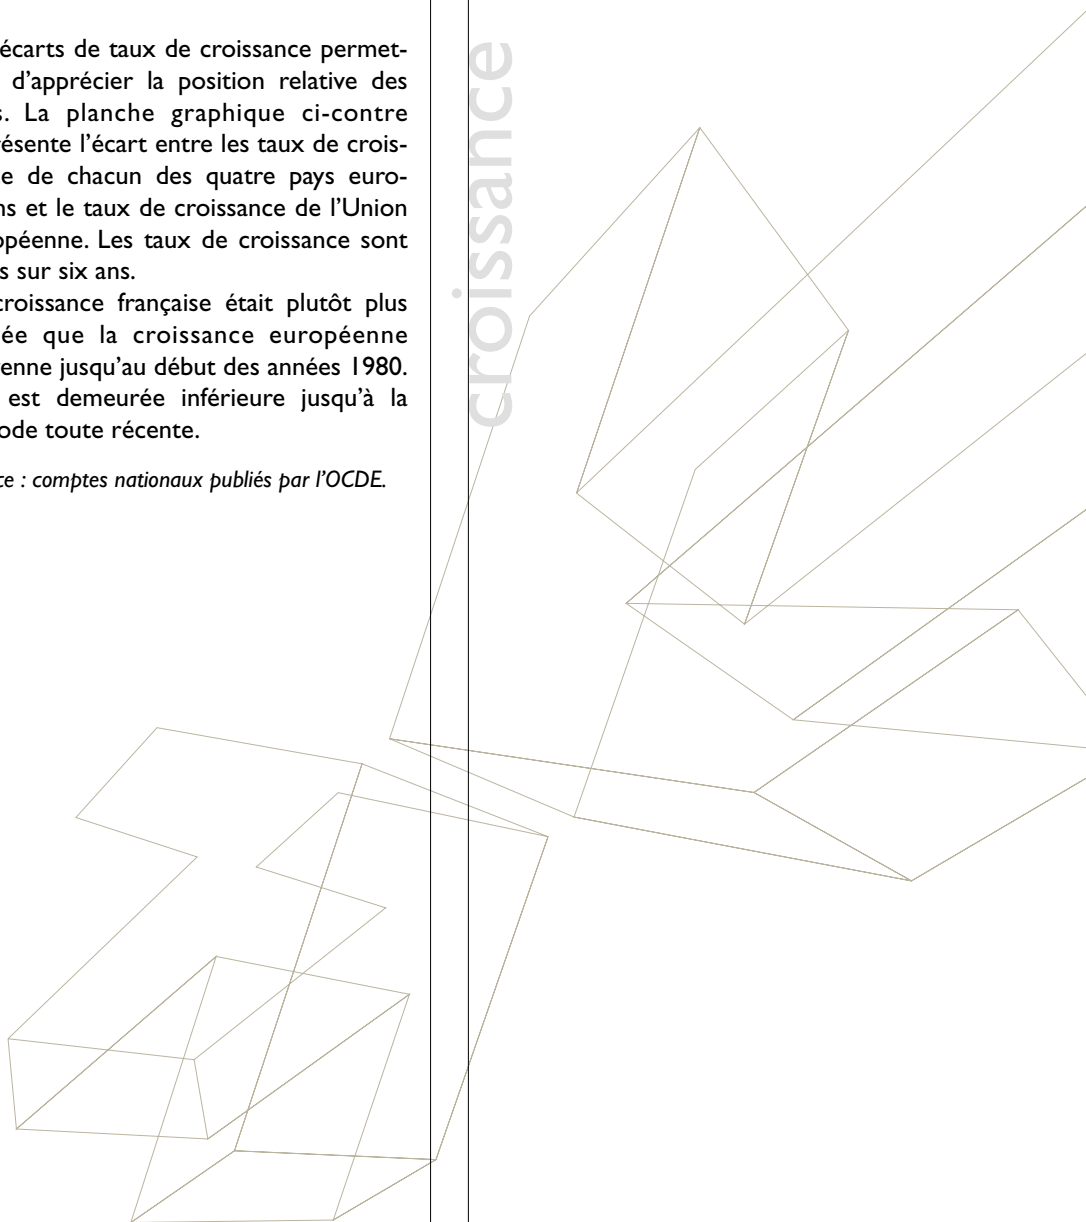 écarts de taux de croissance permet-
d’apprécier la position relative des
s. La planche graphique ci-contre
résente l’écart entre les taux de crois-
e de chacun des quatre pays euro-
ns et le taux de croissance de l’Union
opéenne. Les taux de croissance sont
s sur six ans.
croissance française était plutôt plus
ée que la croissance européenne
enne jusqu’au début des années 1980.
est demeurée inférieure jusqu’à la
ode toute récente.
ce : comptes nationaux publiés par l’OCDE.
croissance